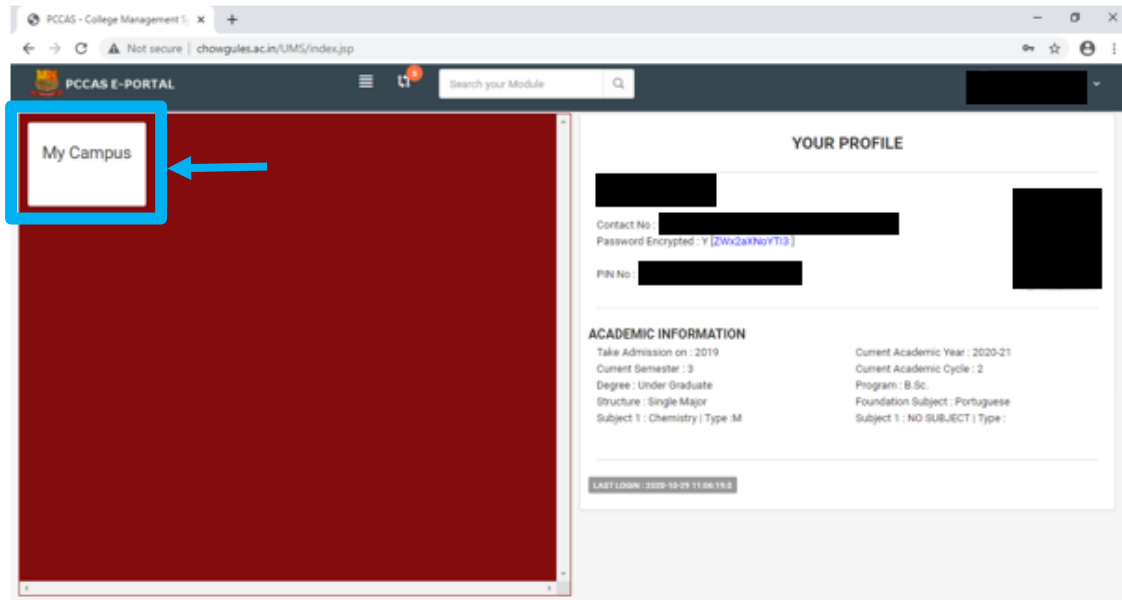 PCCAS - College Management Sy
Not secure | chowgules.ac.in/UMS/index.jsp
PCCAS E-PORTAL
3
Search your Module
My Campus
YOUR PROFILE
Contact No :
Password Encrypted : Y [ZWx2aXNoYTI3 ]
PIN No :
ACADEMIC INFORMATION
Take Admission on : 2019 Current Academic Year : 2020-21
Current Semester : 3 Current Academic Cycle : 2
Degree : Under Graduate Program : B.Sc.
Structure : Single Major Foundation Subject : Portuguese
Subject 1 : Chemistry | Type :M Subject 1 : NO SUBJECT | Type :
LAST LOGIN : 2020-10-29 11:06:19.0